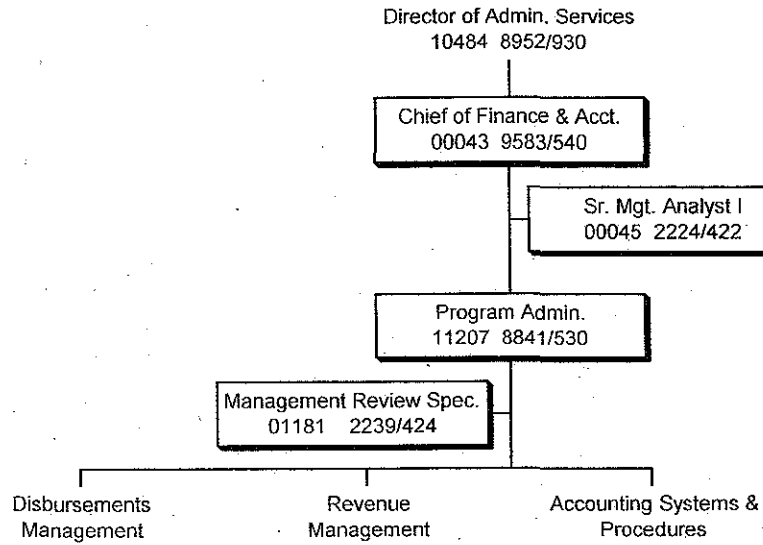 Director of Admin. Services
10484 8952/930
Chief of Finance & Acct.
00043 9583/540
Sr. Mgt. Analyst I
00045 2224/422
Program Admin.
11207 8841/530
Management Review Spec.
01181 2239/424
Disbursements
Management
Revenue
Management
Accounting Systems &
Procedures